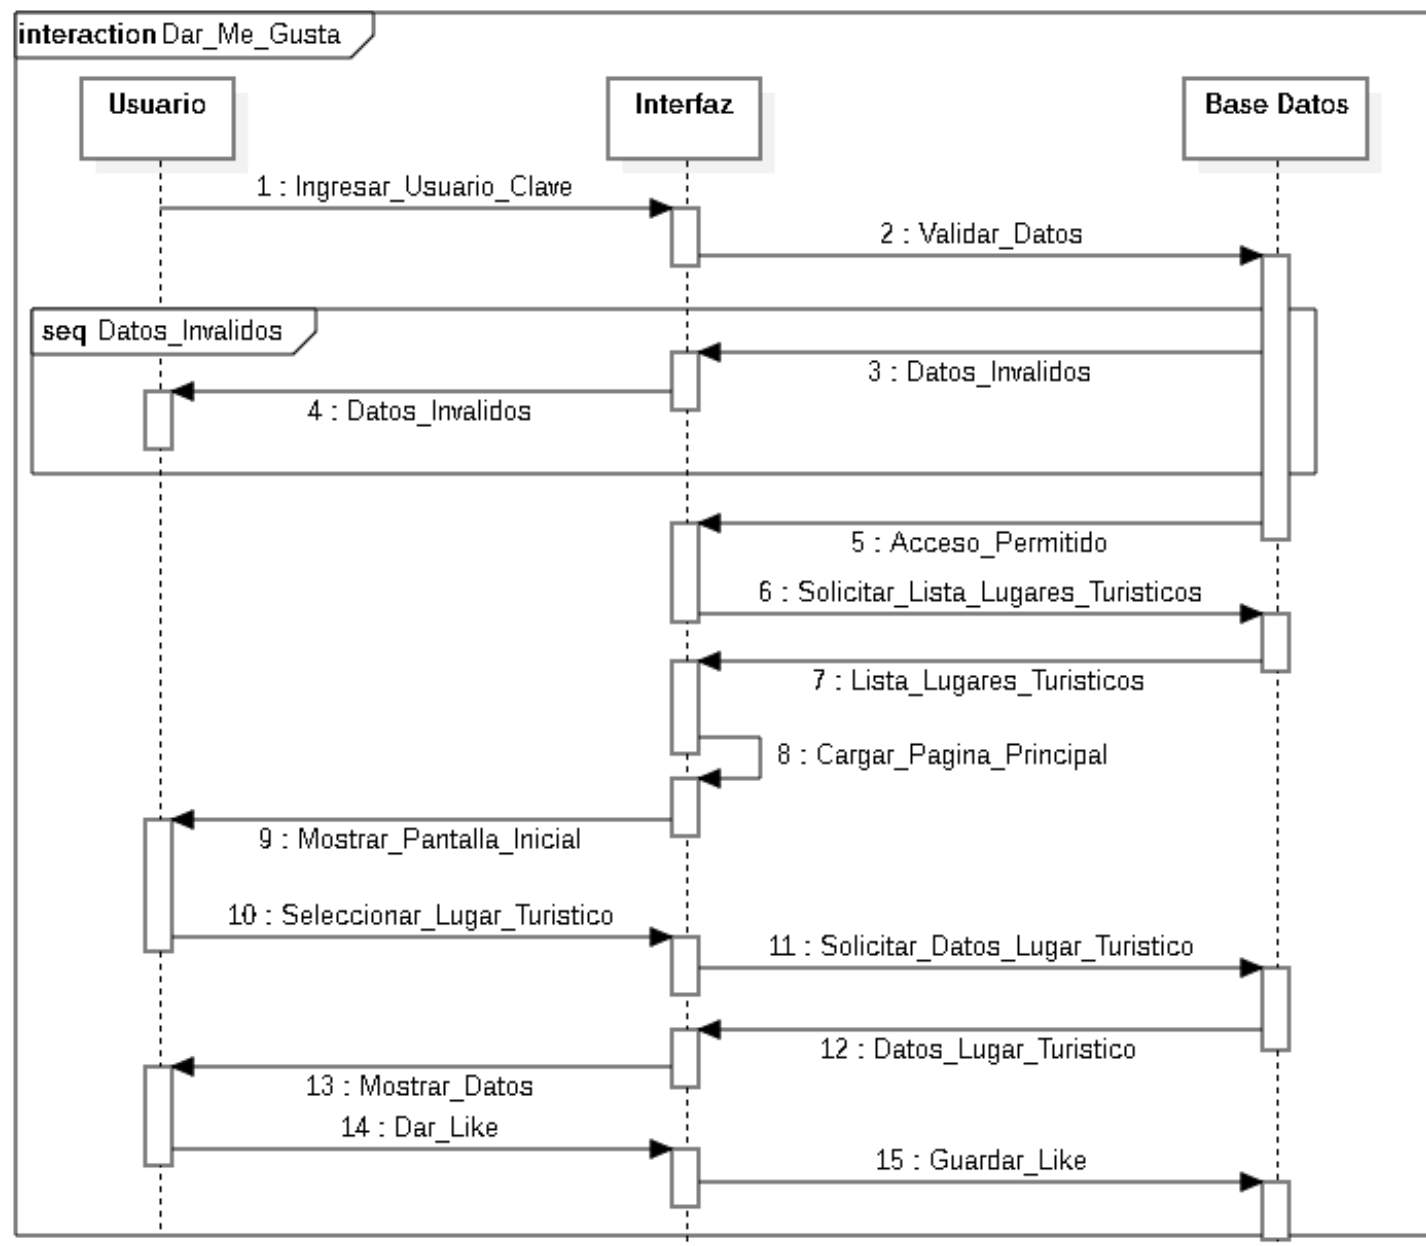 interaction Dar_Me_Gusta
Usuario
Interfaz
Base Datos
1 : Ingresar_Usuario_Clave
2 : Validar_Datos
seq Datos_Invalidos
3 : Datos_Invalidos
4 : Datos_Invalidos
5 : Acceso_Permitido
6 : Solicitar_Lista_Lugares_Turisticos
7 : Lista_Lugares_Turisticos
8 : Cargar_Pagina_Principal
9 : Mostrar_Pantalla_Inicial
10 : Seleccionar_Lugar_Turistico
11 : Solicitar_Datos_Lugar_Turistico
12 : Datos_Lugar_Turistico
13 : Mostrar_Datos
14 : Dar_Like
15 : Guardar_Like